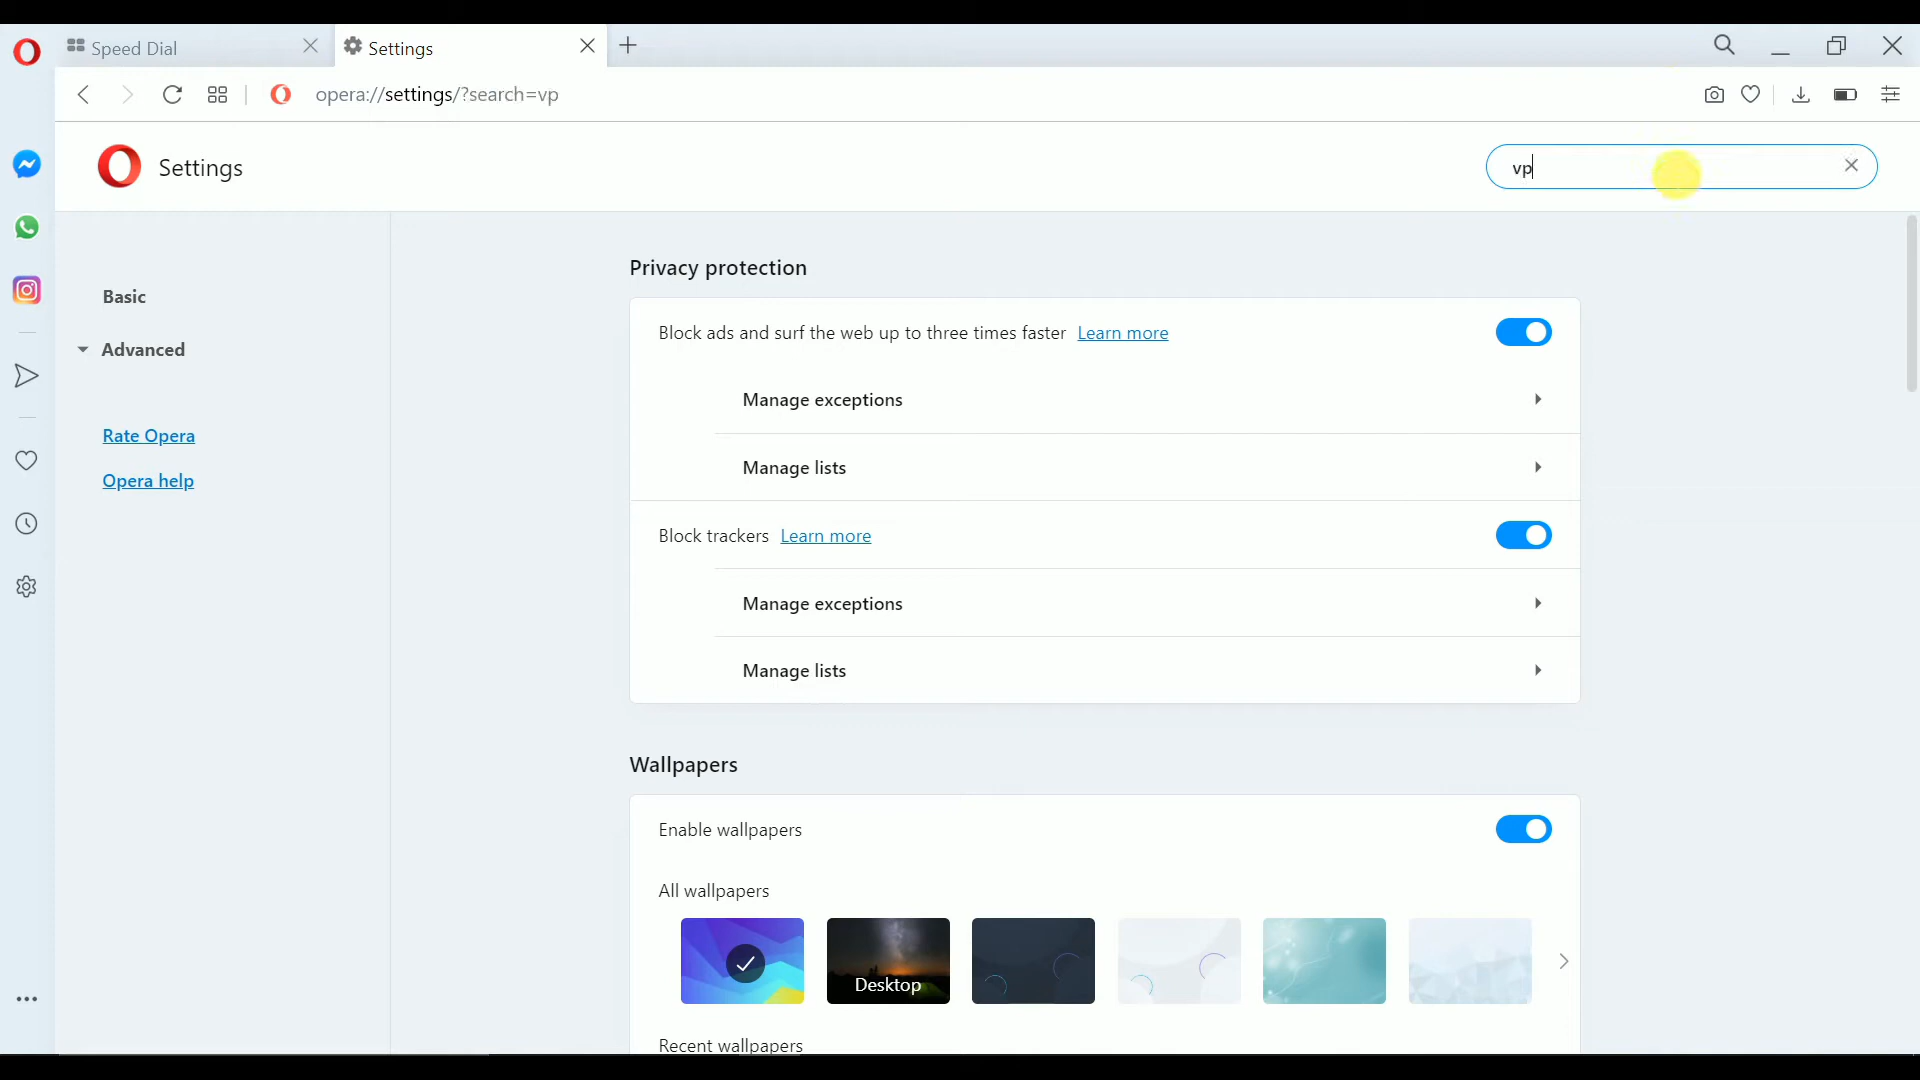 Speed Dial
Settings
opera://settings/?search=vp
Settings
vp
Basic
Advanced
Rate Opera
Opera help
Privacy protection
Block ads and surf the web up to three times faster Learn more
Manage exceptions
Manage lists
Block trackers Learn more
Manage exceptions
Manage lists
Wallpapers
Enable wallpapers
All wallpapers
Desktop
Recent wallpapers